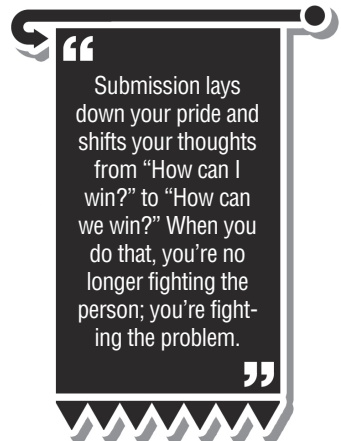 “
Submission lays
down your pride and
shifts your thoughts
from “How can I
win?” to “How can
we win?” When you
do that, you’re no
longer fighting the
person; you’re fight-
ing the problem.
”